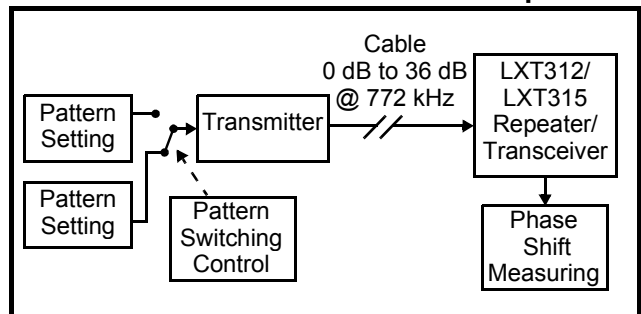 Cable
0 dB to 36 dB
@ 772 kHz
LXT312/
LXT315
Repeater/
Transceiver
Pattern
Setting
Transmitter
Pattern
Setting
Pattern
Switching
Control
Phase
Shift
Measuring